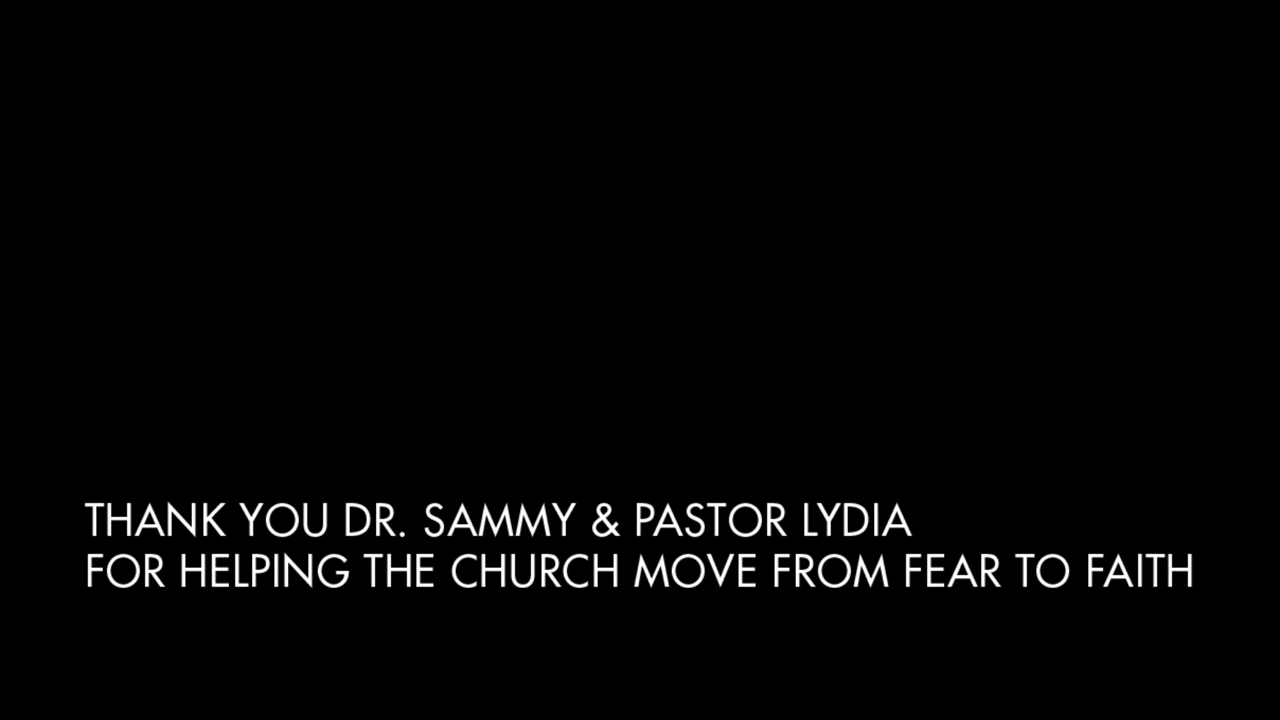 THANK YOU DR. SAMMY & PASTOR LYDIA
FOR HELPING THE CHURCH MOVE FROM FEAR TO FAITH